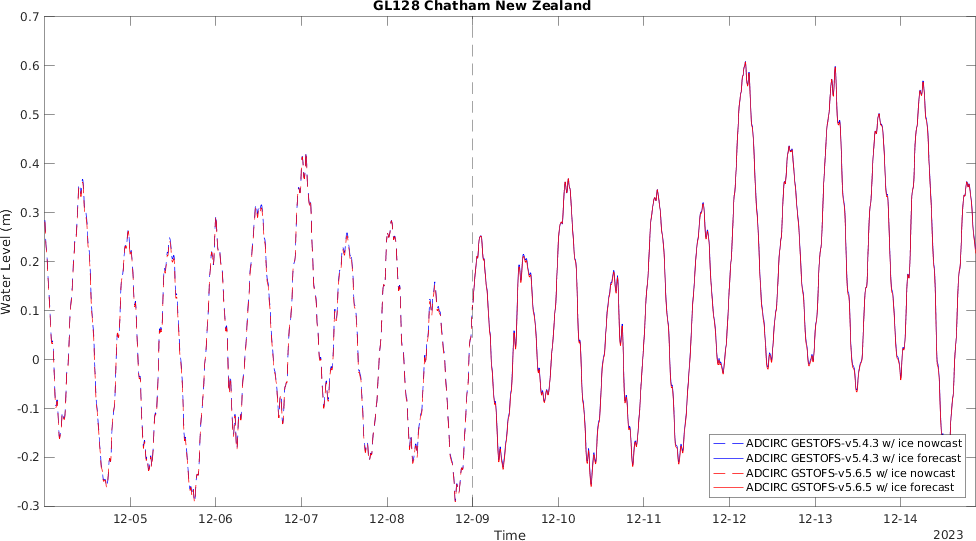 GL128 Chatham New Zealand
0.7
0.6
0.5
0.4
0.3
0.2
0.1
0
-0.1
-0.2
-0.3
Water Level (m)
ADCIRC GESTOFS-v5.4.3 w/ ice nowcast
ADCIRC GESTOFS-v5.4.3 w/ ice forecast
ADCIRC GSTOFS-v5.6.5 w/ ice nowcast
ADCIRC GSTOFS-v5.6.5 w/ ice forecast
12-05 12-06 12-07 12-08 12-09 12-10 12-11 12-12 12-13 12-14
Time
2023